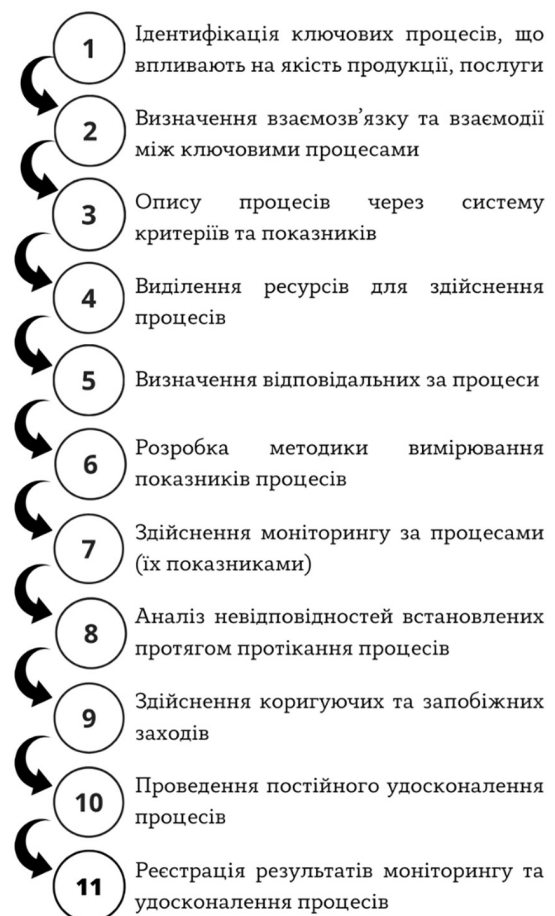 1
Ідентифікація ключових процесів, що
впливають на якість продукції, послуги
2
Визначення взаємозв’язку та взаємодії
між ключовими процесами
3
Опису процесів через систему
критеріїв та показників
4
Виділення ресурсів для здійснення
процесів
5
Визначення відповідальних за процеси
6
Розробка методики вимірювання
показників процесів
7
Здійснення моніторингу за процесами
(їх показниками)
8
Аналіз невідповідностей встановлених
протягом протікання процесів
9
Здійснення коригуючих та запобіжних
заходів
10
Проведення постійного удосконалення
процесів
11
Реєстрація результатів моніторингу та
удосконалення процесів